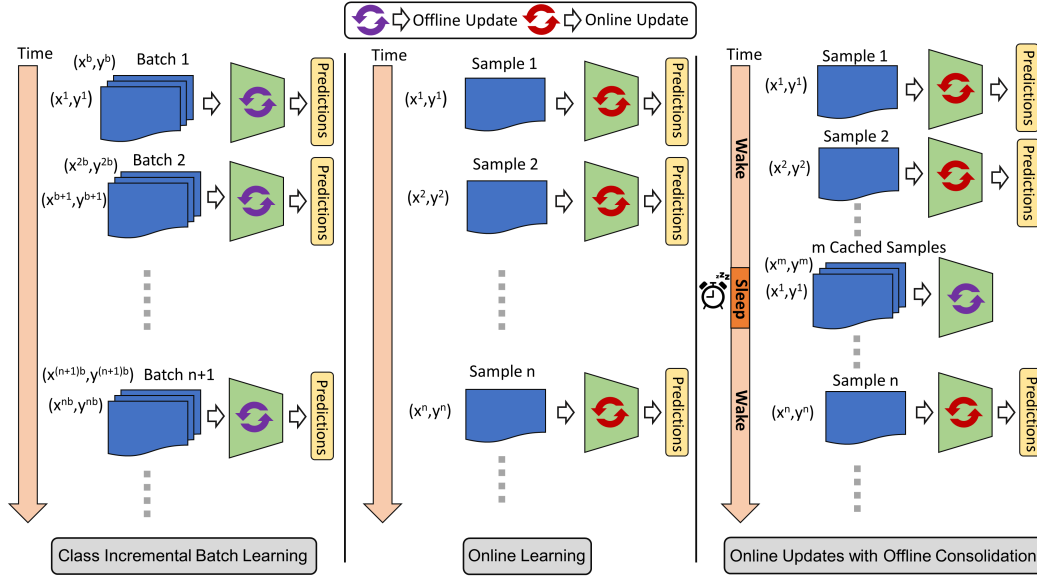 Offline Update
Online Update
Time
(x^b,y^b)
Batch 1
(x^1,y^1)
Predictions
Batch 2
(x^{2b},y^{2b})
(x^{b+1},y^{b+1})
Predictions
(x^{(n+1)b},y^{(n+1)b})
Batch n+1
(x^{nb},y^{nb})
Predictions
Class Incremental Batch Learning
Time
Sample 1
(x^1,y^1)
Predictions
Sample 2
(x^2,y^2)
Predictions
Sample n
(x^n,y^n)
Predictions
Online Learning
Time
Wake
Sleep
Wake
zzz
Sample 1
(x^1,y^1)
Predictions
Sample 2
(x^2,y^2)
Predictions
m Cached Samples
(x^m,y^m)
(x^1,y^1)
Sample n
(x^n,y^n)
Predictions
Online Updates with Offline Consolidation